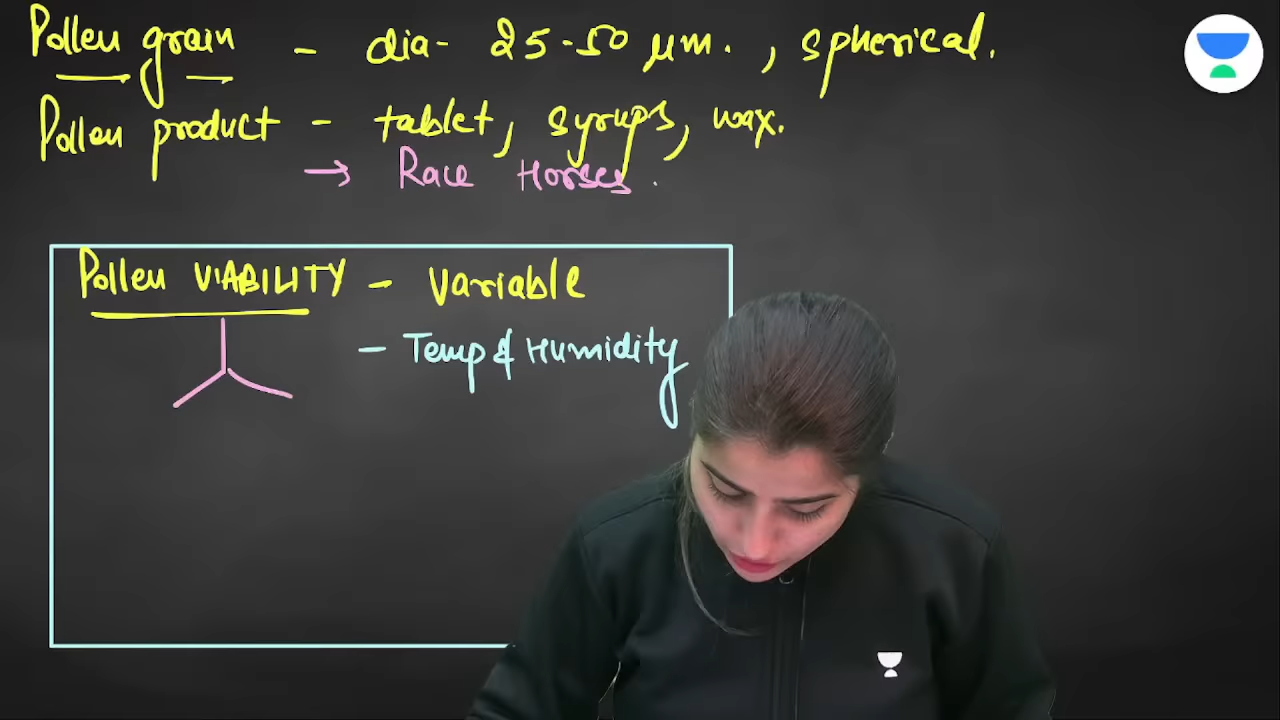 Pollen grain - dia- 25-50 μm. , spherical.
Pollen product - tablet, syrups, wax.
→ Race Horses.
Pollen VIABILITY - Variable
- Temp & Humidity